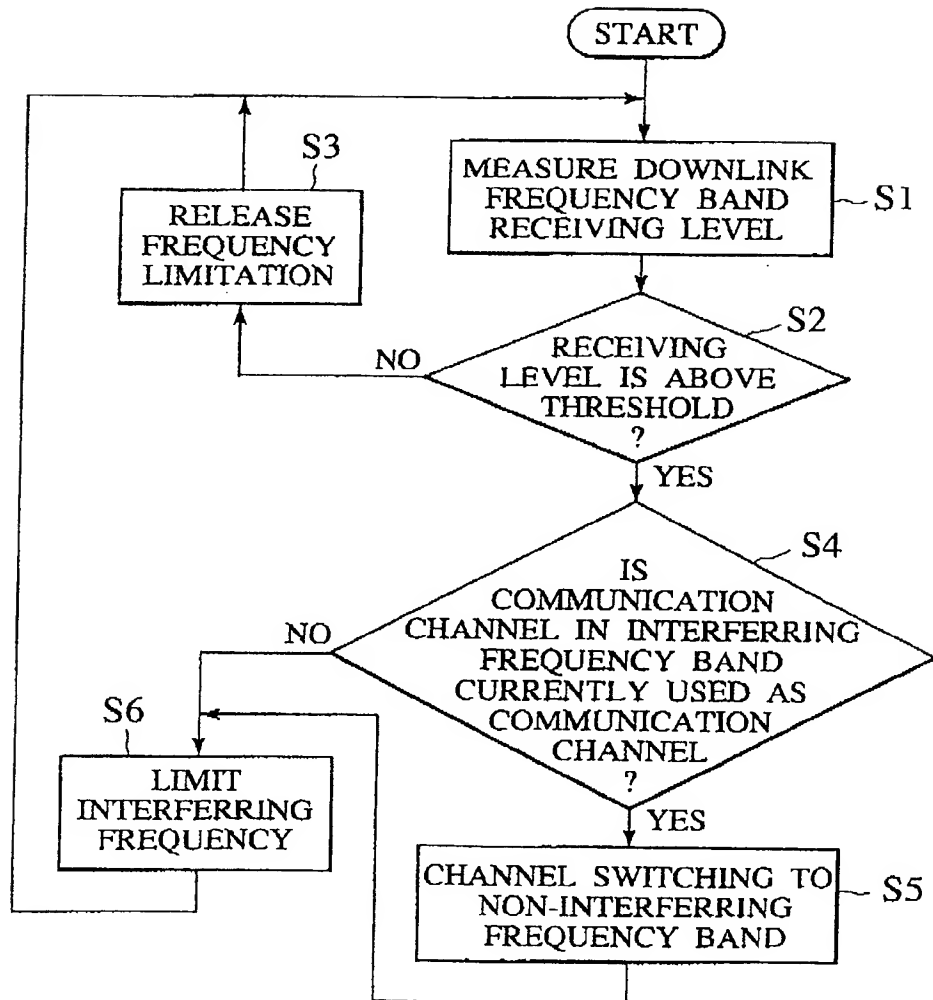 START
S3
RELEASE
FREQUENCY
LIMITATION
MEASURE DOWNLINK
FREQUENCY BAND
RECEIVING LEVEL
S1
S2
NO
RECEIVING
LEVEL IS ABOVE
THRESHOLD
?
YES
S4
NO
IS
COMMUNICATION
CHANNEL IN INTERFERRING
FREQUENCY BAND
CURRENTLY USED AS
COMMUNICATION
CHANNEL
?
YES
S6
LIMIT
INTERFERRING
FREQUENCY
CHANNEL SWITCHING TO
NON-INTERFERRING
FREQUENCY BAND
S5